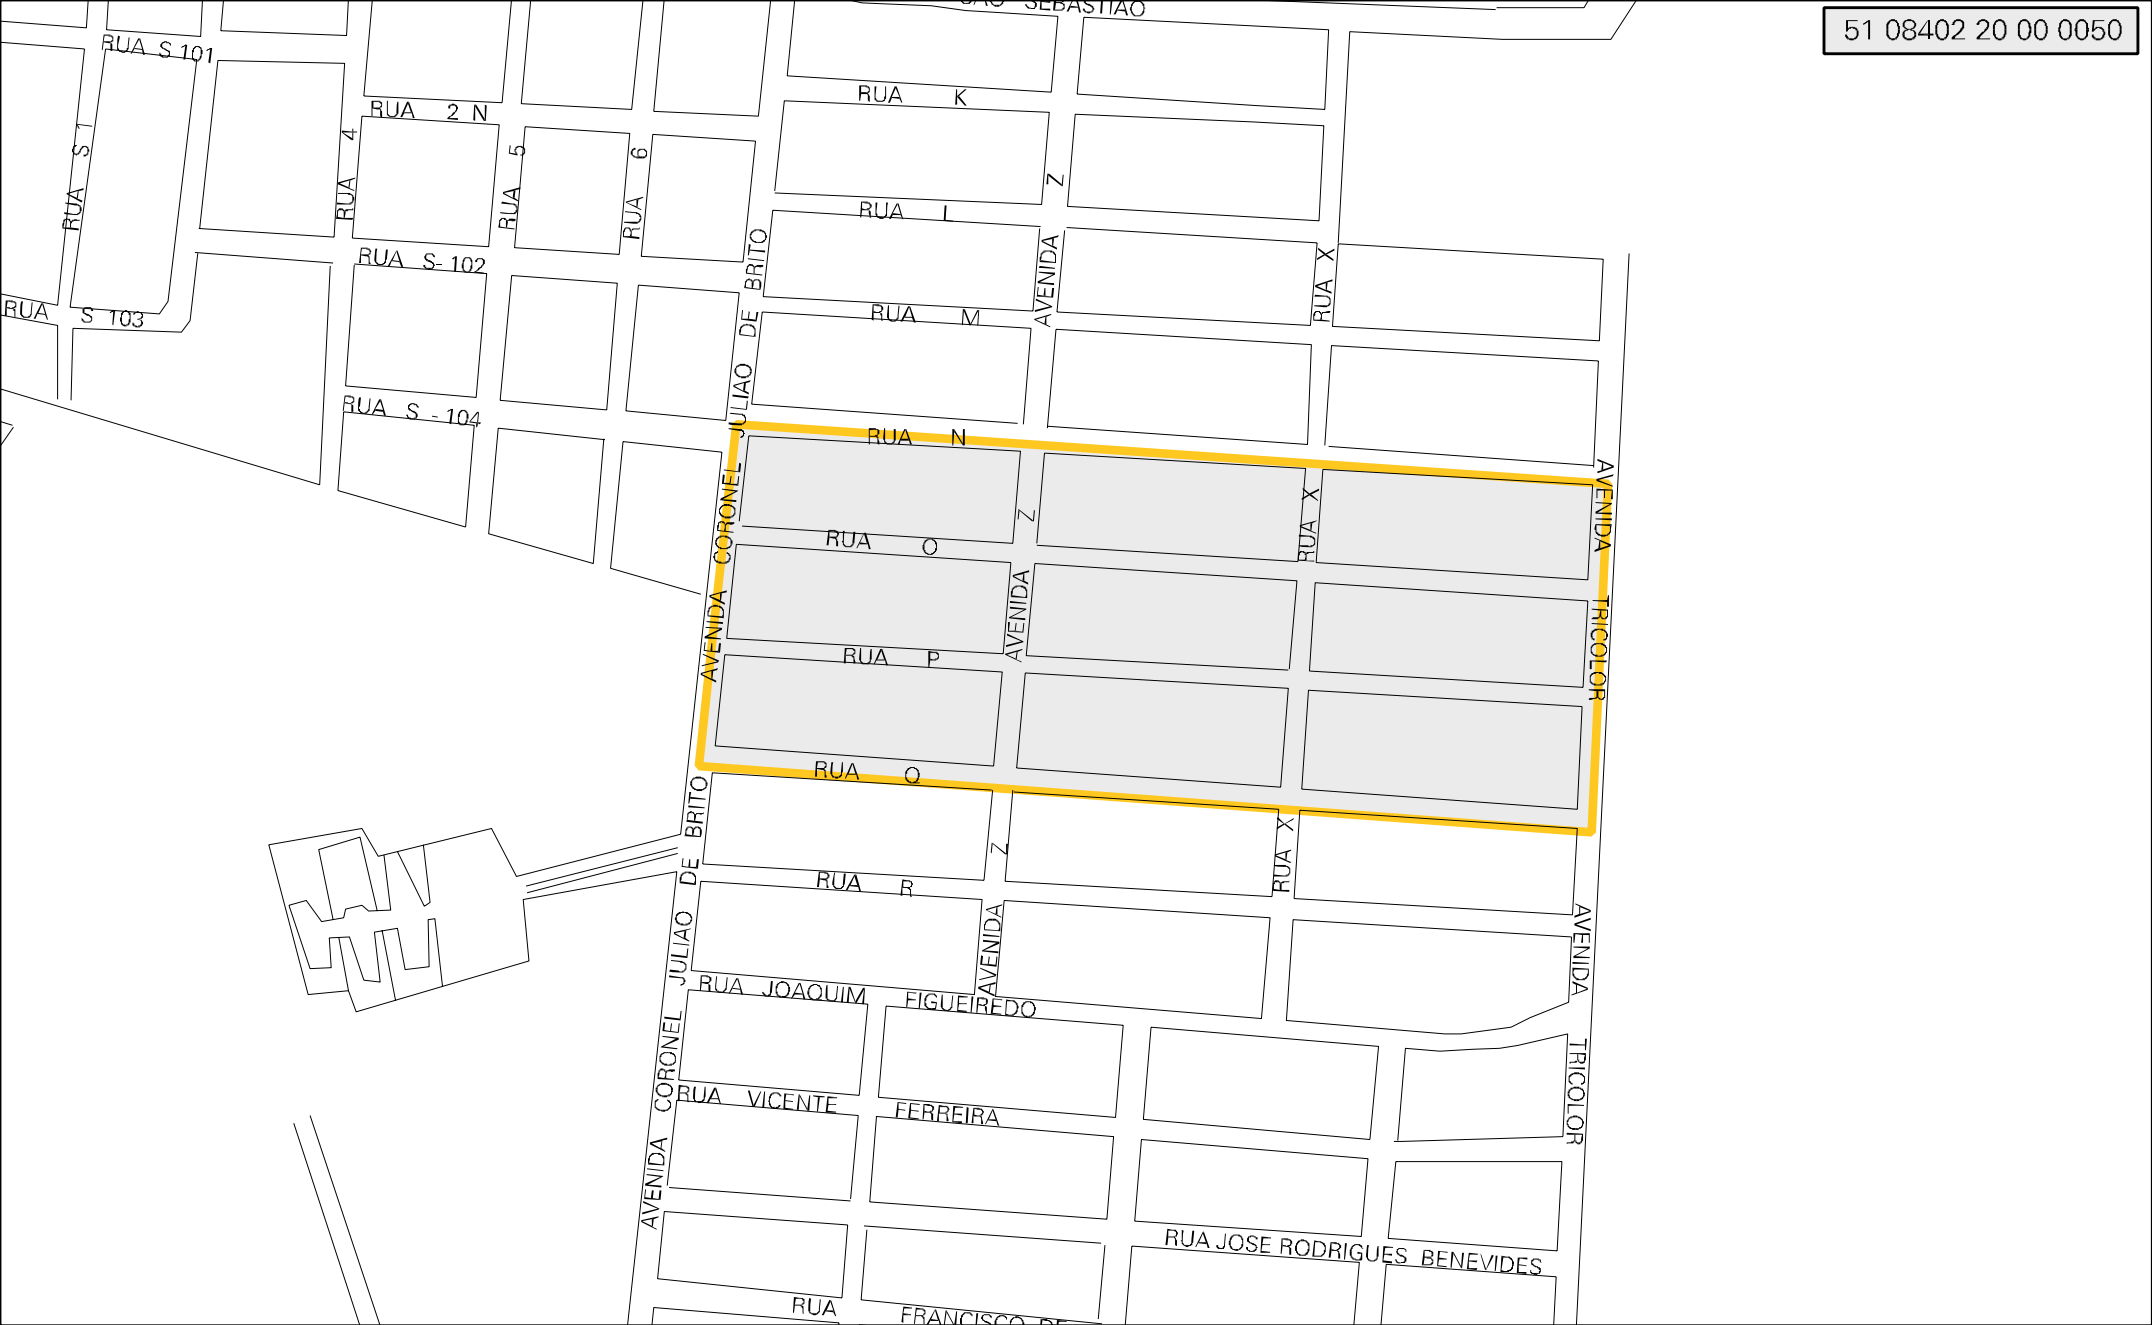 SEBASTIAO
51 08402 20 00 0050
RUA S 101
RUA K
RUA 2 N
RUA S 1
RUA 4
RUA 5
RUA 6
AVENIDA Z
RUA L
RUA S-102
AVENIDA CORONEL JULIAO DE BRITO
RUA X
RUA S 103
RUA M
RUA S - 104
RUA N
AVENIDA TRICOLOR
RUA X
AVENIDA Z
RUA O
RUA P
RUA Q
AVENIDA CORONEL JULIAO DE BRITO
RUA X
AVENIDA Z
RUA R
AVENIDA TRICOLOR
RUA JOAQUIM FIGUEIREDO
RUA VICENTE FERREIRA
RUA JOSE RODRIGUES BENEVIDES
RUA FRANCISCO DE